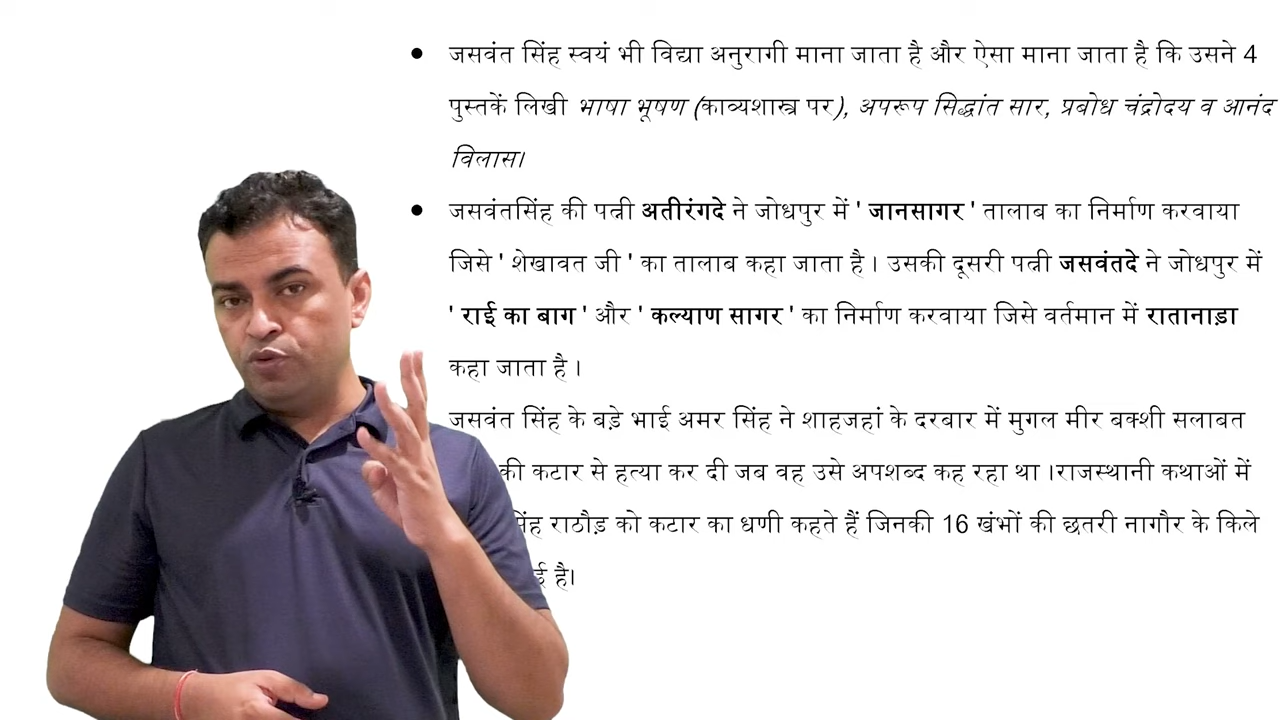 • जसवंत सिंह स्वयं भी विद्या अनुरागी माना जाता है और ऐसा माना जाता है कि उसने 4
पुस्तकें लिखी भाषा भूषण (काव्यशास्त्र पर), अपरूप सिद्धांत सार, प्रबोध चंद्रोदय व आनंद
विलास।
• जसवंतसिंह की पत्नी अतीरंगदे ने जोधपुर में ' जानसागर ' तालाब का निर्माण करवाया
जिसे ' शेखावत जी ' का तालाब कहा जाता है । उसकी दूसरी पत्नी जसवंतदे ने जोधपुर में
' राई का बाग ' और ' कल्याण सागर ' का निर्माण करवाया जिसे वर्तमान में रातानाड़ा
कहा जाता है ।
जसवंत सिंह के बड़े भाई अमर सिंह ने शाहजहां के दरबार में मुगल मीर बक्शी सलाबत
की कटार से हत्या कर दी जब वह उसे अपशब्द कह रहा था ।राजस्थानी कथाओं में
राठौड़ को कटार का धणी कहते हैं जिनकी 16 खंभों की छतरी नागौर के किले
है।